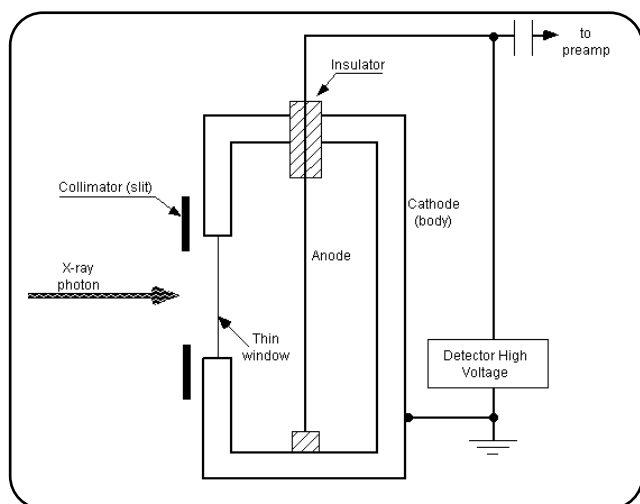 to
preamp
Insulator
Collimator (slit)
Cathode
(body)
X-ray
photon
Anode
Thin
window
Detector High
Voltage